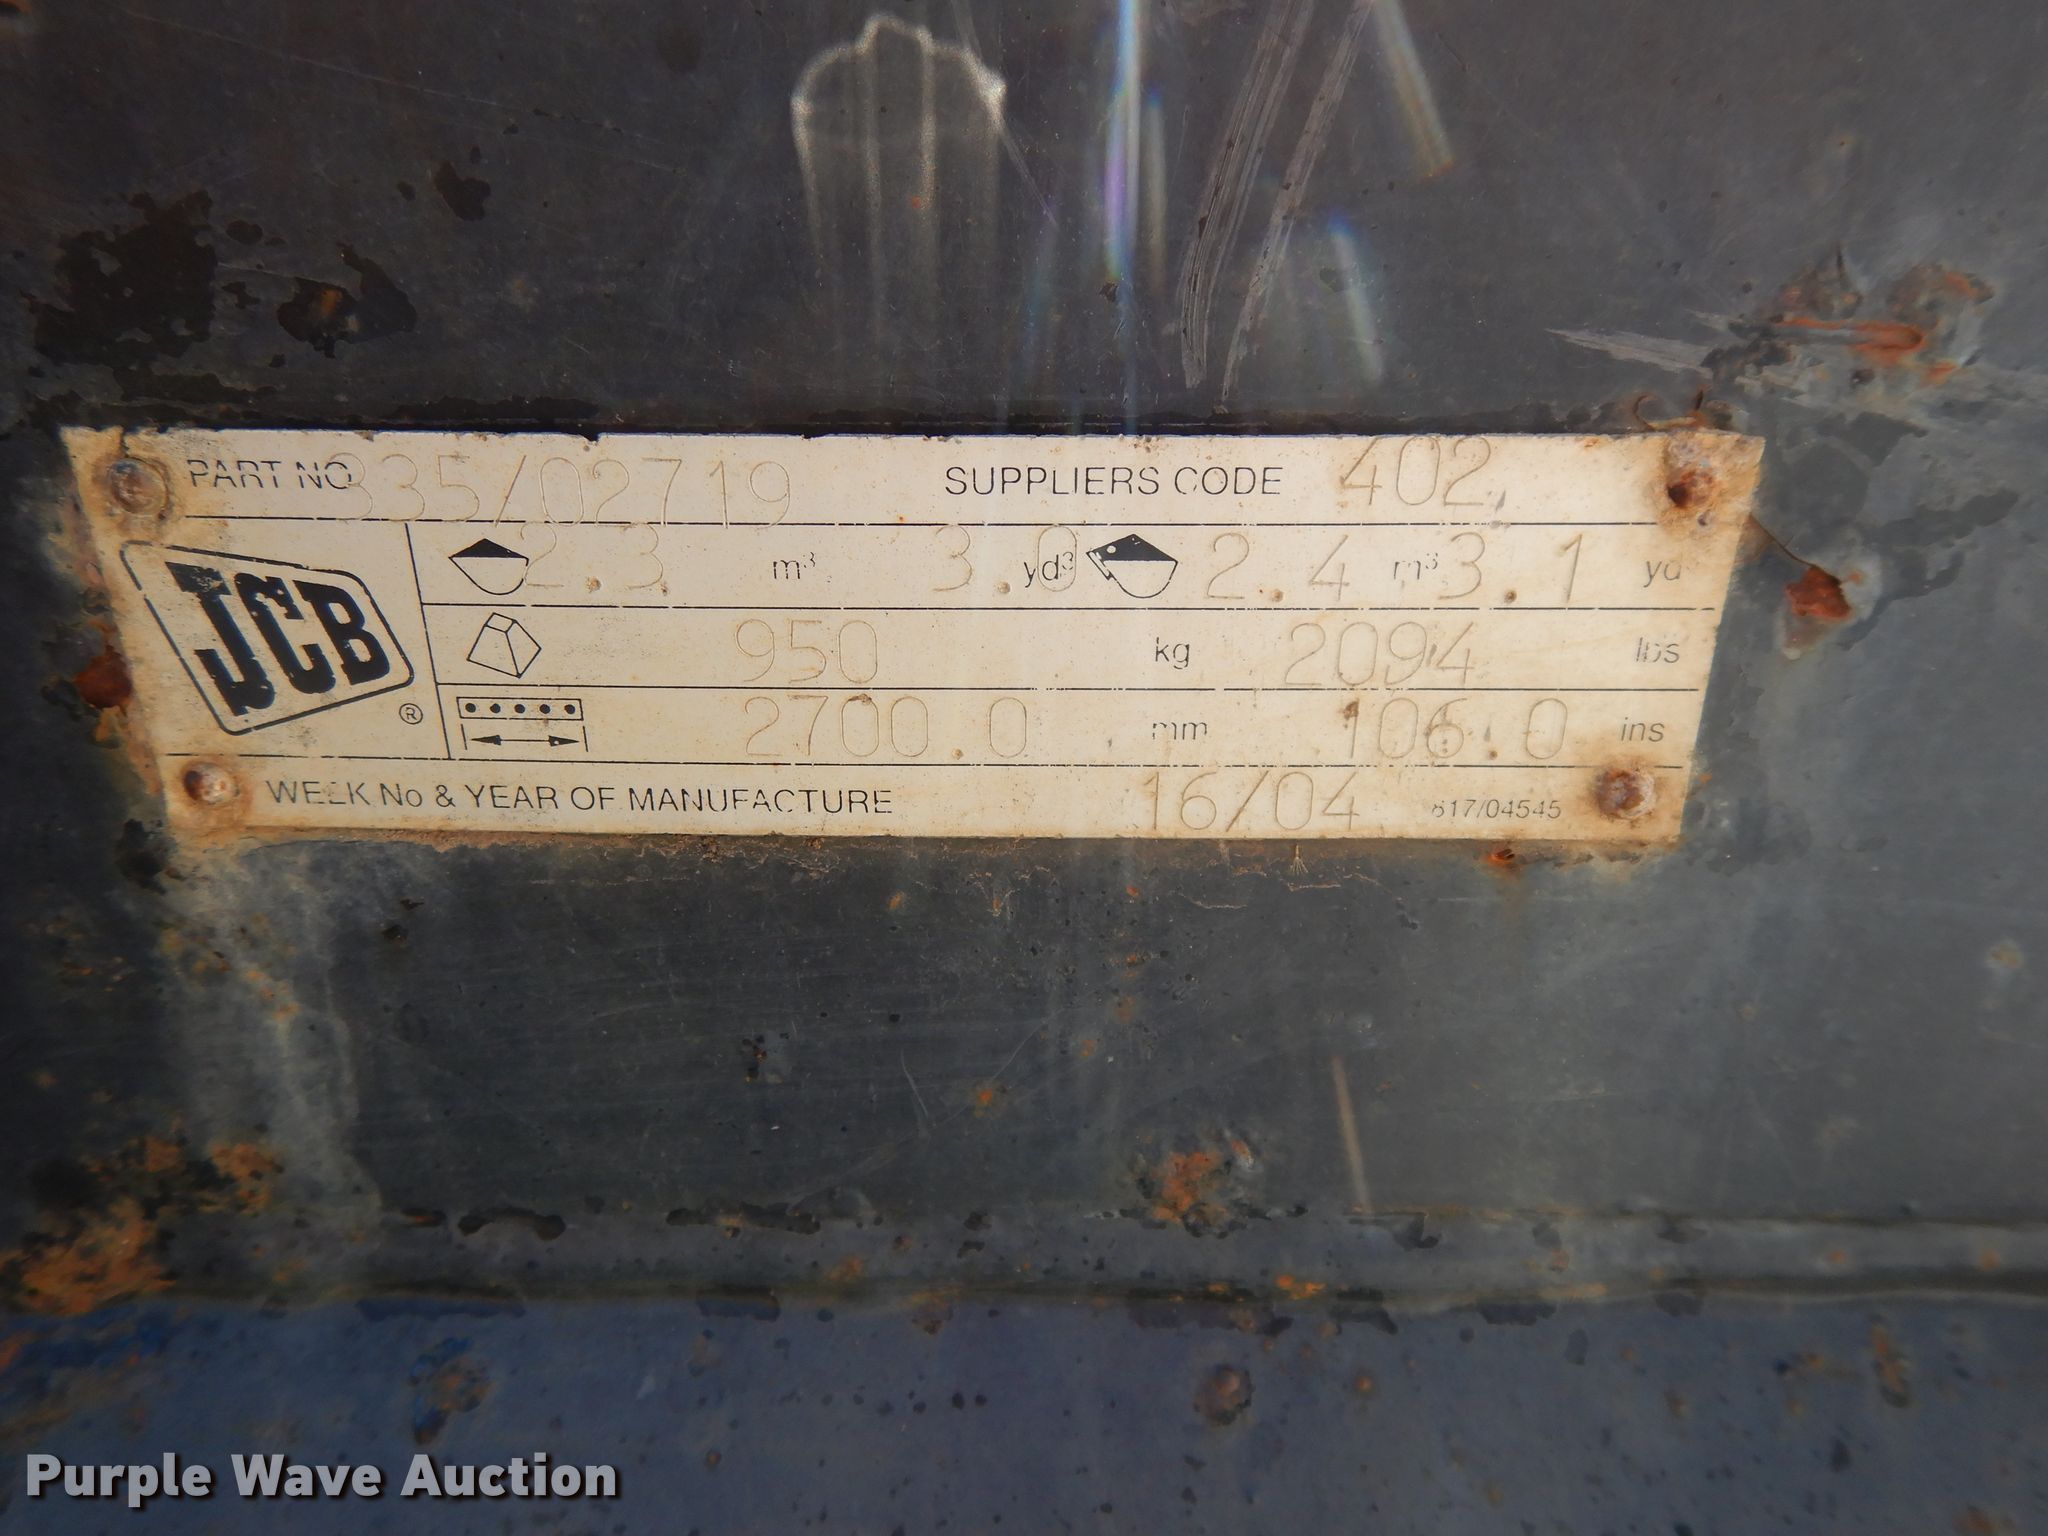 PART NO 335/02719 SUPPLIERS CODE 402
2.3 m³ 3.0 yd³ 2.4 m³ 3.1 yd
JCB ®
950 kg 2094 lbs
2700.0 mm 106.0 ins
WEEK No & YEAR OF MANUFACTURE 16/04 817/04545
Purple Wave Auction